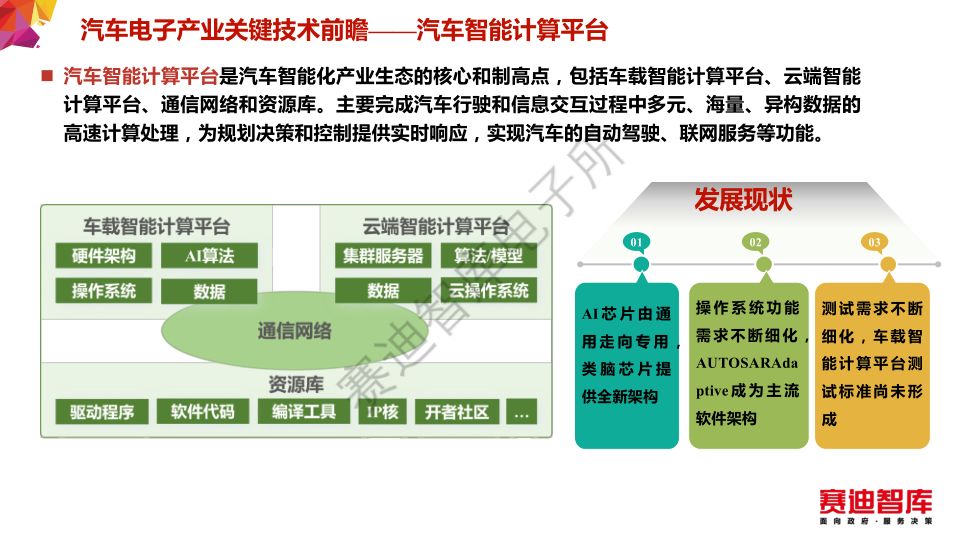 汽车电子产业关键技术前瞻——汽车智能计算平台
汽车智能计算平台是汽车智能化产业生态的核心和制高点，包括车载智能计算平台、云端智能
计算平台、通信网络和资源库。主要完成汽车行驶和信息交互过程中多元、海量、异构数据的
高速计算处理，为规划决策和控制提供实时响应，实现汽车的自动驾驶、联网服务等功能。
车载智能计算平台
硬件架构
AI算法
操作系统
数据
云端智能计算平台
集群服务器
算法/模型
数据
云操作系统
通信网络
资源库
驱动程序
软件代码
编译工具
IP核
开者社区
...
发展现状
01
02
03
AI芯片由通
用走向专用，
类脑芯片提
供全新架构
操作系统功能
需求不断细化，
AUTOSARAda
ptive成为主流
软件架构
测试需求不断
细化，车载智
能计算平台测
试标准尚未形
成
赛迪智库电子所
赛迪智库
面向政府·服务决策